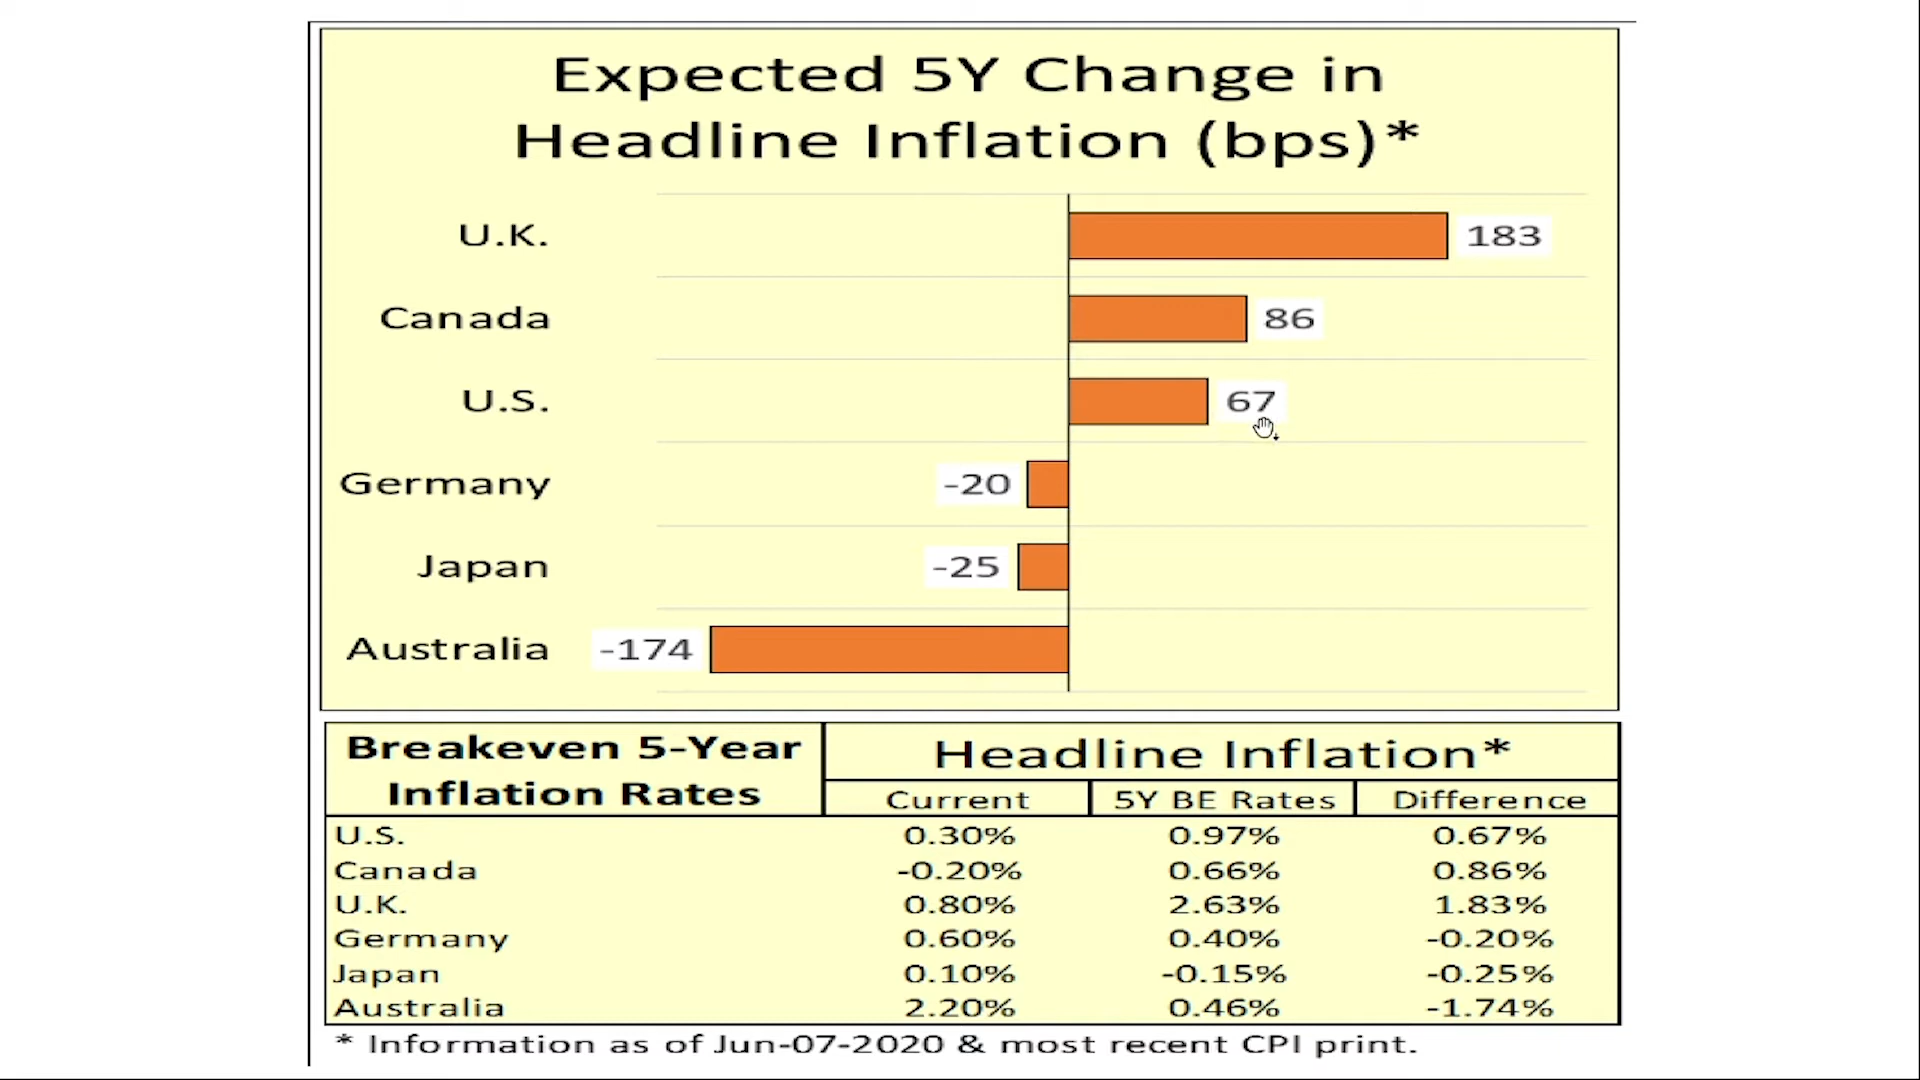 Expected 5Y Change in
Headline Inflation (bps)*
U.K. 183
Canada 86
U.S. 67
Germany -20
Japan -25
Australia -174
Breakeven 5-Year
Inflation Rates
Headline Inflation*
Current 5Y BE Rates Difference
U.S. 0.30% 0.97% 0.67%
Canada -0.20% 0.66% 0.86%
U.K. 0.80% 2.63% 1.83%
Germany 0.60% 0.40% -0.20%
Japan 0.10% -0.15% -0.25%
Australia 2.20% 0.46% -1.74%
* Information as of Jun-07-2020 & most recent CPI print.